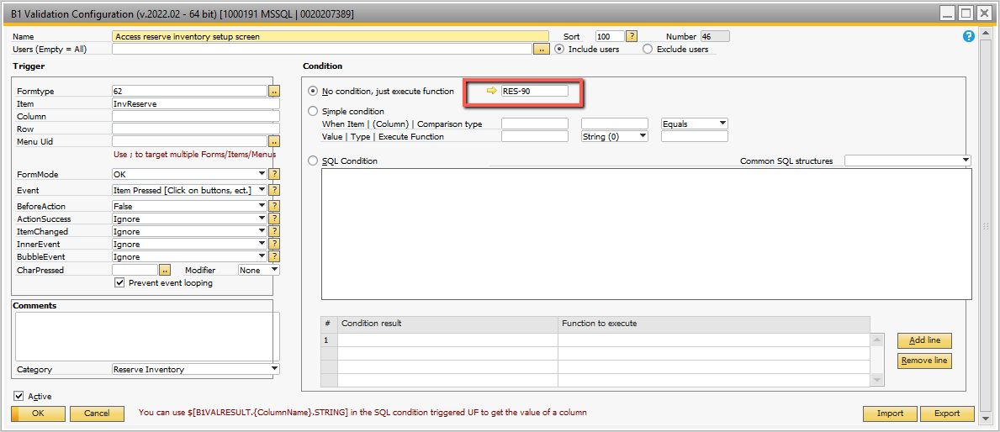 B1 Validation Configuration (v.2022.02 - 64 bit) [1000191 MSSQL | 0020207389]
Name Access reserve inventory setup screen Sort 100 ? Number 46 ?
Users (Empty = All) .. Include users Exclude users
Trigger
Formtype 62 ..
Item InvReserve
Column
Row
Menu Uid ..
Use ; to target multiple Forms/Items/Menus
FormMode OK ?
Event Item Pressed [Click on buttons, ect.] ?
BeforeAction False ?
ActionSuccess Ignore ?
ItemChanged Ignore ?
InnerEvent Ignore ?
BubbleEvent Ignore ?
CharPressed .. Modifier None
Prevent event looping
Comments
Category Reserve Inventory
Condition
No condition, just execute function RES-90
Simple condition
When Item | (Column) | Comparison type Equals
Value | Type | Execute Function String (0)
SQL Condition Common SQL structures
# Condition result Function to execute
1
Add line
Remove line
Active
OK Cancel You can use $[B1VALRESULT.{ColumnName}.STRING] in the SQL condition triggered UF to get the value of a column Import Export